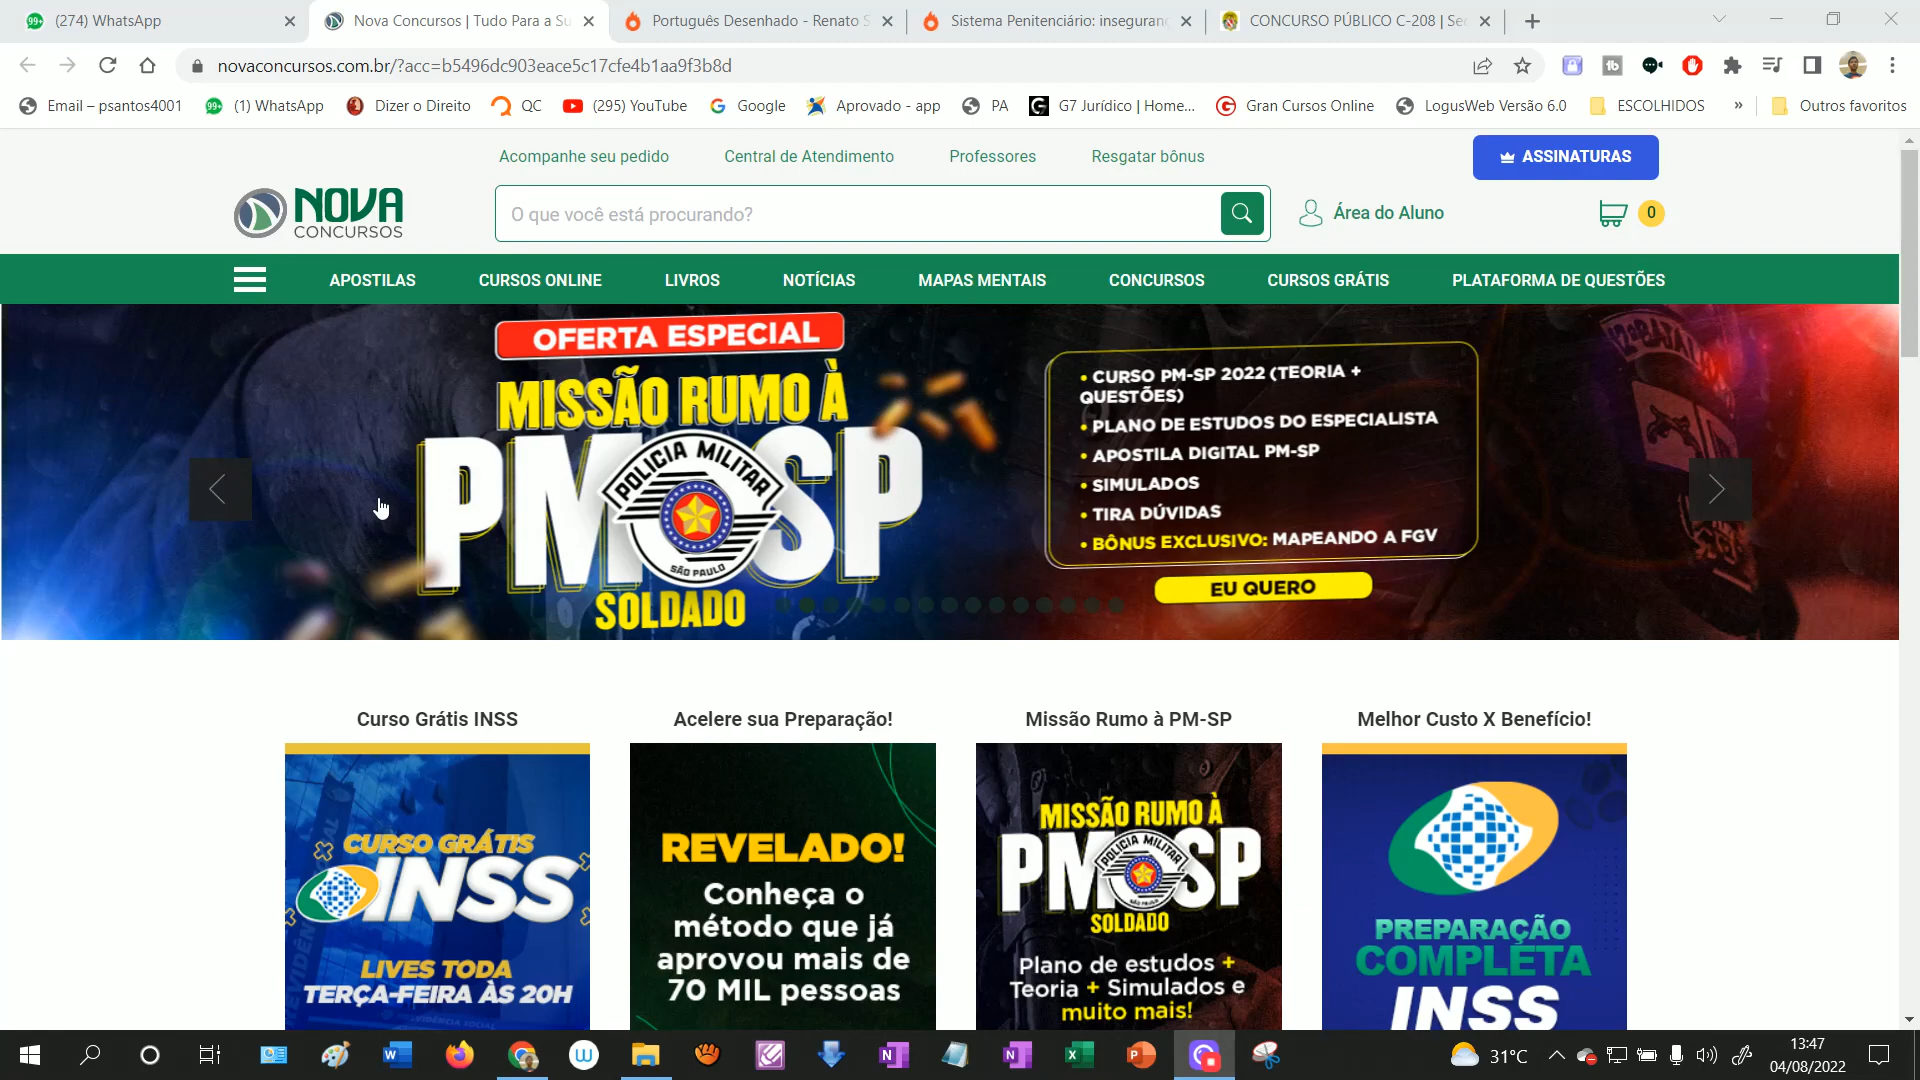 (274) WhatsApp
Nova Concursos | Tudo Para a Su
Português Desenhado - Renato S
Sistema Penitenciário: inseguranç
CONCURSO PÚBLICO C-208 | Sec
novaconcursos.com.br/?acc=b5496dc903eace5c17cfe4b1aa9f3b8d
Email – psantos4001
(1) WhatsApp
Dizer o Direito
QC
(295) YouTube
Google
Aprovado - app
PA
G7 Jurídico | Home...
Gran Cursos Online
LogusWeb Versão 6.0
ESCOLHIDOS
»
Outros favoritos
Acompanhe seu pedido
Central de Atendimento
Professores
Resgatar bônus
ASSINATURAS
NOVA
CONCURSOS
O que você está procurando?
Área do Aluno
0
APOSTILAS
CURSOS ONLINE
LIVROS
NOTÍCIAS
MAPAS MENTAIS
CONCURSOS
CURSOS GRÁTIS
PLATAFORMA DE QUESTÕES
OFERTA ESPECIAL
MISSÃO RUMO À
PM SP
POLICIA MILITAR
SÃO PAULO
SOLDADO
• CURSO PM-SP 2022 (TEORIA +
QUESTÕES)
• PLANO DE ESTUDOS DO ESPECIALISTA
• APOSTILA DIGITAL PM-SP
• SIMULADOS
• TIRA DÚVIDAS
• BÔNUS EXCLUSIVO: MAPEANDO A FGV
EU QUERO
Curso Grátis INSS
CURSO GRÁTIS
INSS
LIVES TODA
TERÇA-FEIRA ÀS 20H
Acelere sua Preparação!
REVELADO!
Conheça o
método que já
aprovou mais de
70 MIL pessoas
Missão Rumo à PM-SP
MISSÃO RUMO À
PM SP
POLICIA MILITAR
SOLDADO
Plano de estudos +
Teoria + Simulados e
muito mais!
Melhor Custo X Benefício!
PREPARAÇÃO
COMPLETA
INSS
31°C
13:47
04/08/2022